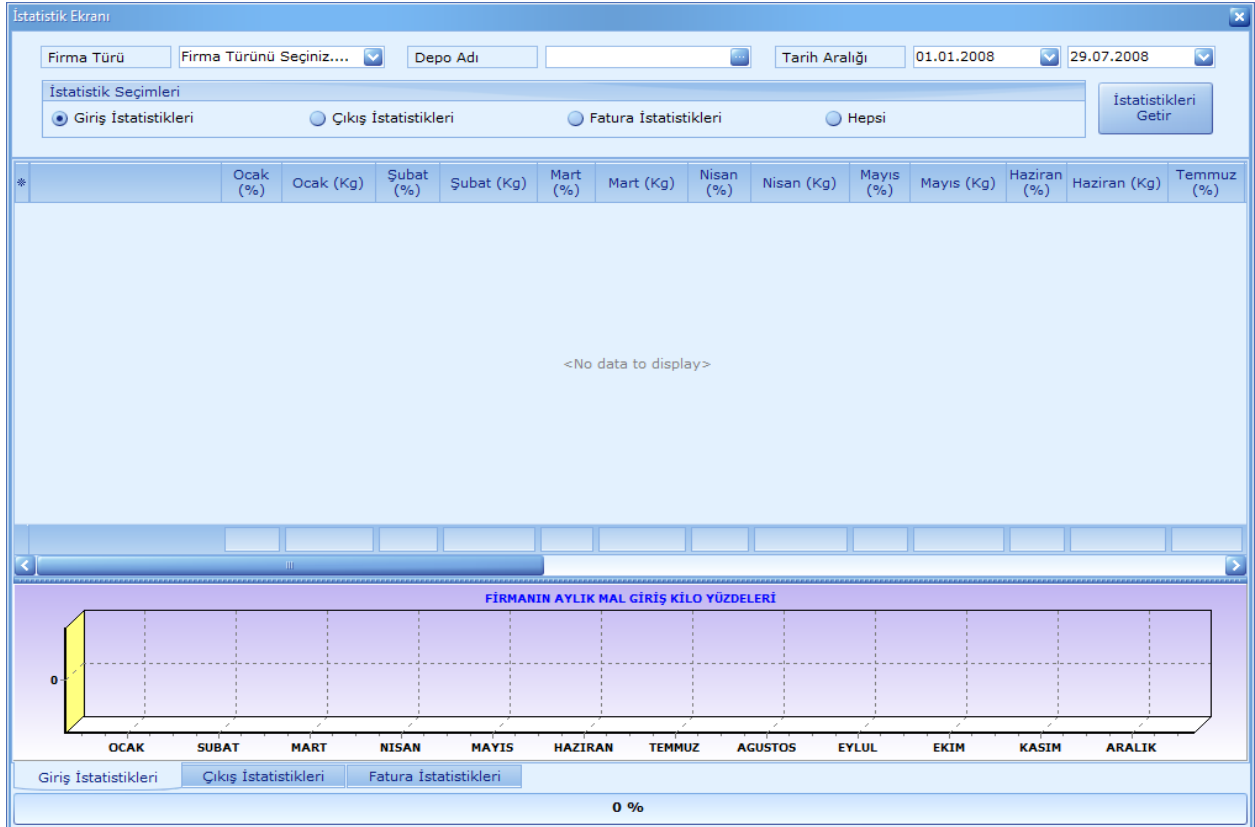 İstatistik Ekranı
Firma Türü Firma Türünü Seçiniz.... Depo Adı Tarih Aralığı 01.01.2008 29.07.2008
İstatistik Seçimleri
Giriş İstatistikleri Çıkış İstatistikleri Fatura İstatistikleri Hepsi
İstatistikleri
Getir
Ocak (%) Ocak (Kg) Şubat (%) Şubat (Kg) Mart (%) Mart (Kg) Nisan (%) Nisan (Kg) Mayıs (%) Mayıs (Kg) Haziran (%) Haziran (Kg) Temmuz (%)
<No data to display>
FİRMANIN AYLIK MAL GİRİŞ KİLO YÜZDELERİ
0
OCAK SUBAT MART NISAN MAYIS HAZIRAN TEMMUZ AGUSTOS EYLUL EKIM KASIM ARALIK
Giriş İstatistikleri Çıkış İstatistikleri Fatura İstatistikleri
0 %